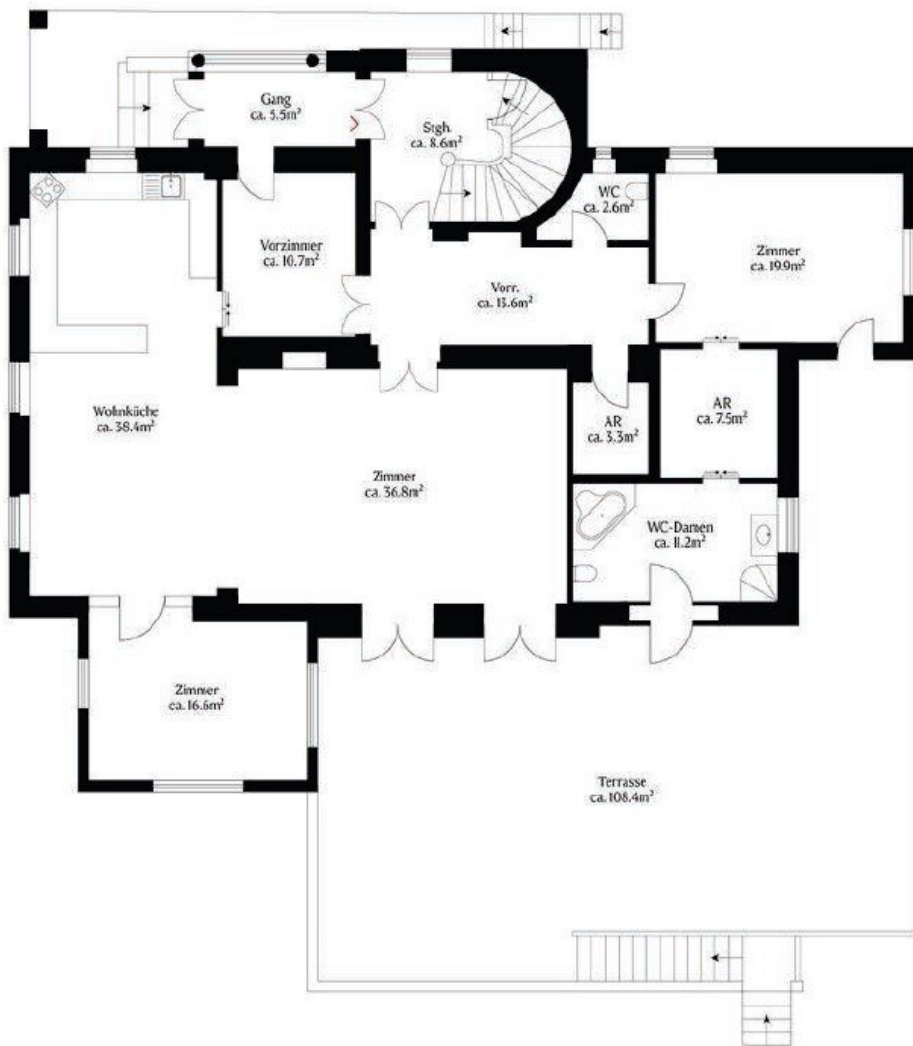 Gang
ca. 5.5m²
Stgh.
ca. 8.6m²
WC
ca. 2.6m²
Vorzimmer
ca. 10.7m²
Zimmer
ca. 19.9m²
Vorr.
ca. 13.6m²
Wohnküche
ca. 38.4m²
AR
ca. 3.3m²
AR
ca. 7.5m²
Zimmer
ca. 36.8m²
WC-Damen
ca. 11.2m²
Zimmer
ca. 16.6m²
Terrasse
ca. 108.4m²